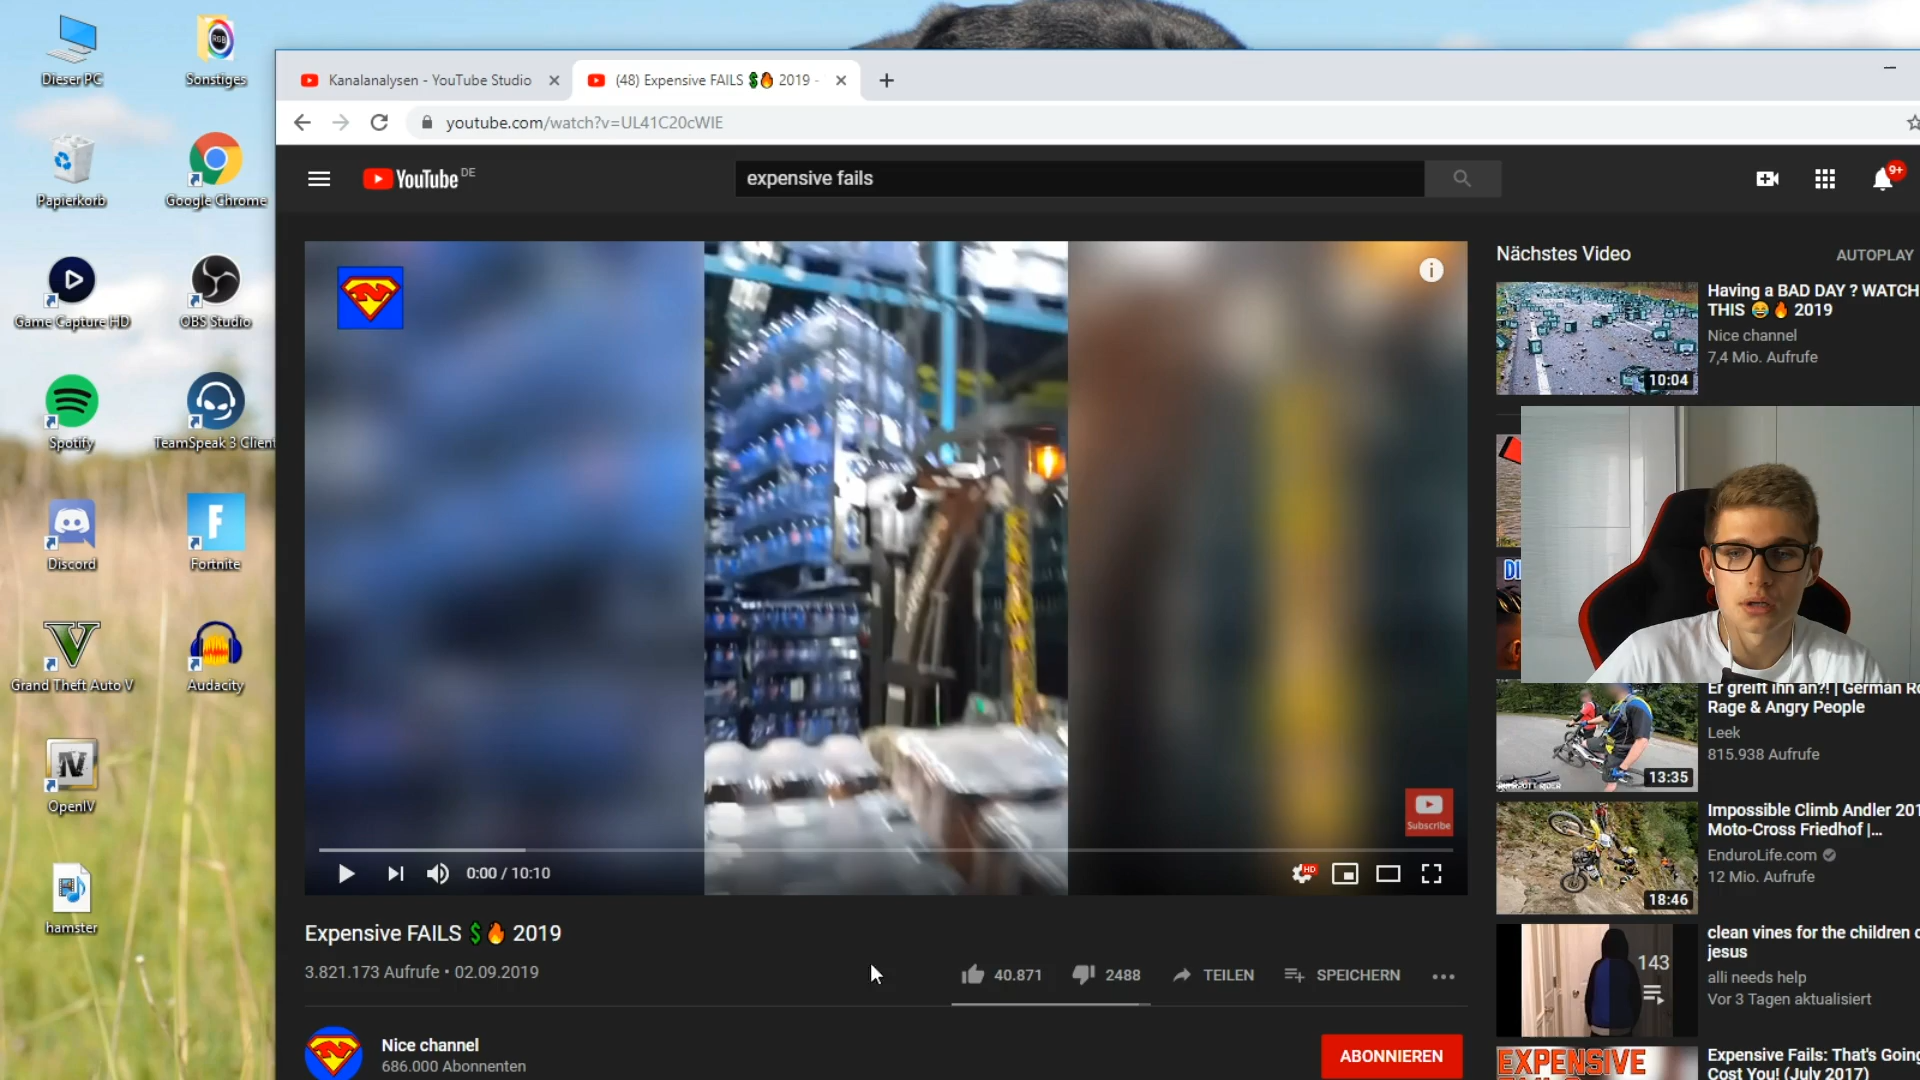 Dieser PC
Sonstiges
Papierkorb
Google Chrome
Game Capture HD
OBS Studio
Spotify
TeamSpeak 3 Client
Discord
Fortnite
Grand Theft Auto V
Audacity
OpenIV
hamster
Kanalanalysen - YouTube Studio
(48) Expensive FAILS $🔥 2019 -
youtube.com/watch?v=UL41C20cWIE
YouTube DE
expensive fails
9+
Subscribe
0:00 / 10:10
HD
Expensive FAILS $🔥 2019
3.821.173 Aufrufe • 02.09.2019
40.871
2488
TEILEN
SPEICHERN
Nice channel
686.000 Abonnenten
ABONNIEREN
Nächstes Video
AUTOPLAY
Having a BAD DAY ? WATCH
THIS 😂🔥 2019
Nice channel
7,4 Mio. Aufrufe
10:04
DI
Er greift ihn an?! | German Ro
Rage & Angry People
Leek
815.938 Aufrufe
13:35
Impossible Climb Andler 201
Moto-Cross Friedhof |...
EnduroLife.com
12 Mio. Aufrufe
18:46
clean vines for the children o
jesus
alli needs help
Vor 3 Tagen aktualisiert
143
EXPENSIVE
Expensive Fails: That's Going
Cost You! (July 2017)